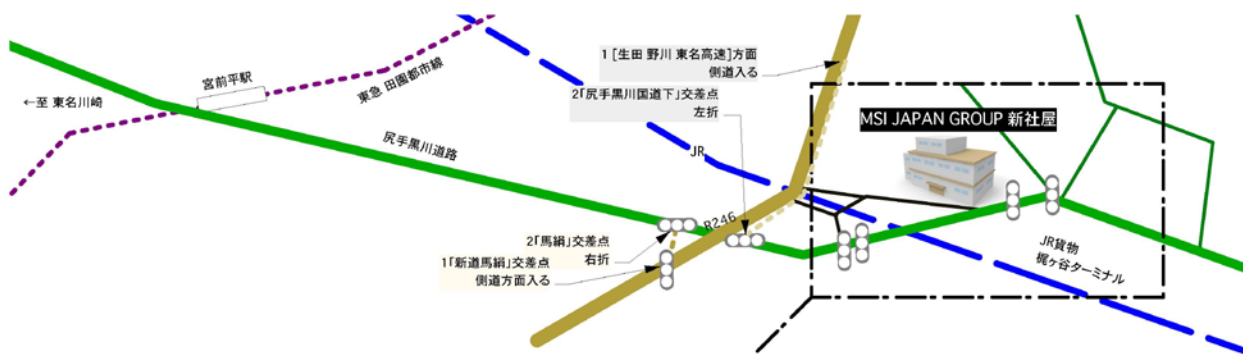 1 [生田 野川 東名高速]方面
側道入る
宮前平駅
東急 田園都市線
←至 東名川崎
2「尻手黒川国道下」交差点
左折
MSI JAPAN GROUP 新社屋
尻手黒川道路
JR
R246
2「馬絹」交差点
右折
1「新道馬絹」交差点
側道方面入る
JR貨物
梶ヶ谷ターミナル